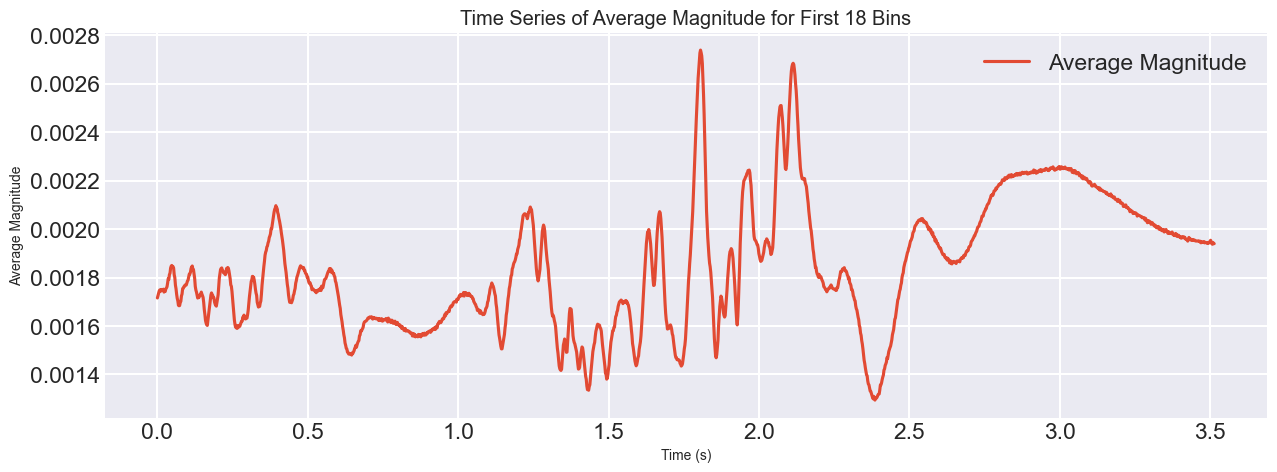 Time Series of Average Magnitude for First 18 Bins
0.0028
0.0026
0.0024
0.0022
0.0020
0.0018
0.0016
0.0014
Average Magnitude
Average Magnitude
0.0 0.5 1.0 1.5 2.0 2.5 3.0 3.5
Time (s)